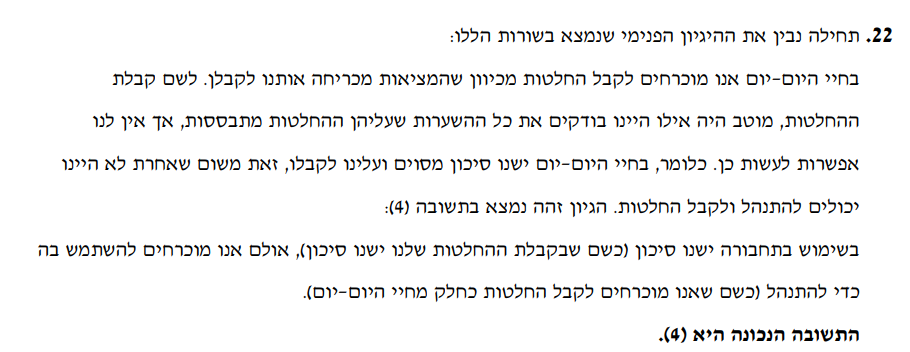 22. תחילה נבין את ההיגיון הפנימי שנמצא בשורות הללו:
בחיי היום-יום אנו מוכרחים לקבל החלטות מכיוון שהמציאות מכריחה אותנו לקבלן. לשם קבלת
ההחלטות, מוטב היה אילו היינו בודקים את כל ההשערות שעליהן ההחלטות מתבססות, אך אין לנו
אפשרות לעשות כן. כלומר, בחיי היום-יום ישנו סיכון מסוים ועלינו לקבלו, זאת משום שאחרת לא היינו
יכולים להתנהל ולקבל החלטות. הגיון זהה נמצא בתשובה (4):
בשימוש בתחבורה ישנו סיכון (כשם שבקבלת ההחלטות שלנו ישנו סיכון), אולם אנו מוכרחים להשתמש בה
כדי להתנהל (כשם שאנו מוכרחים לקבל החלטות כחלק מחיי היום-יום).
התשובה הנכונה היא (4).